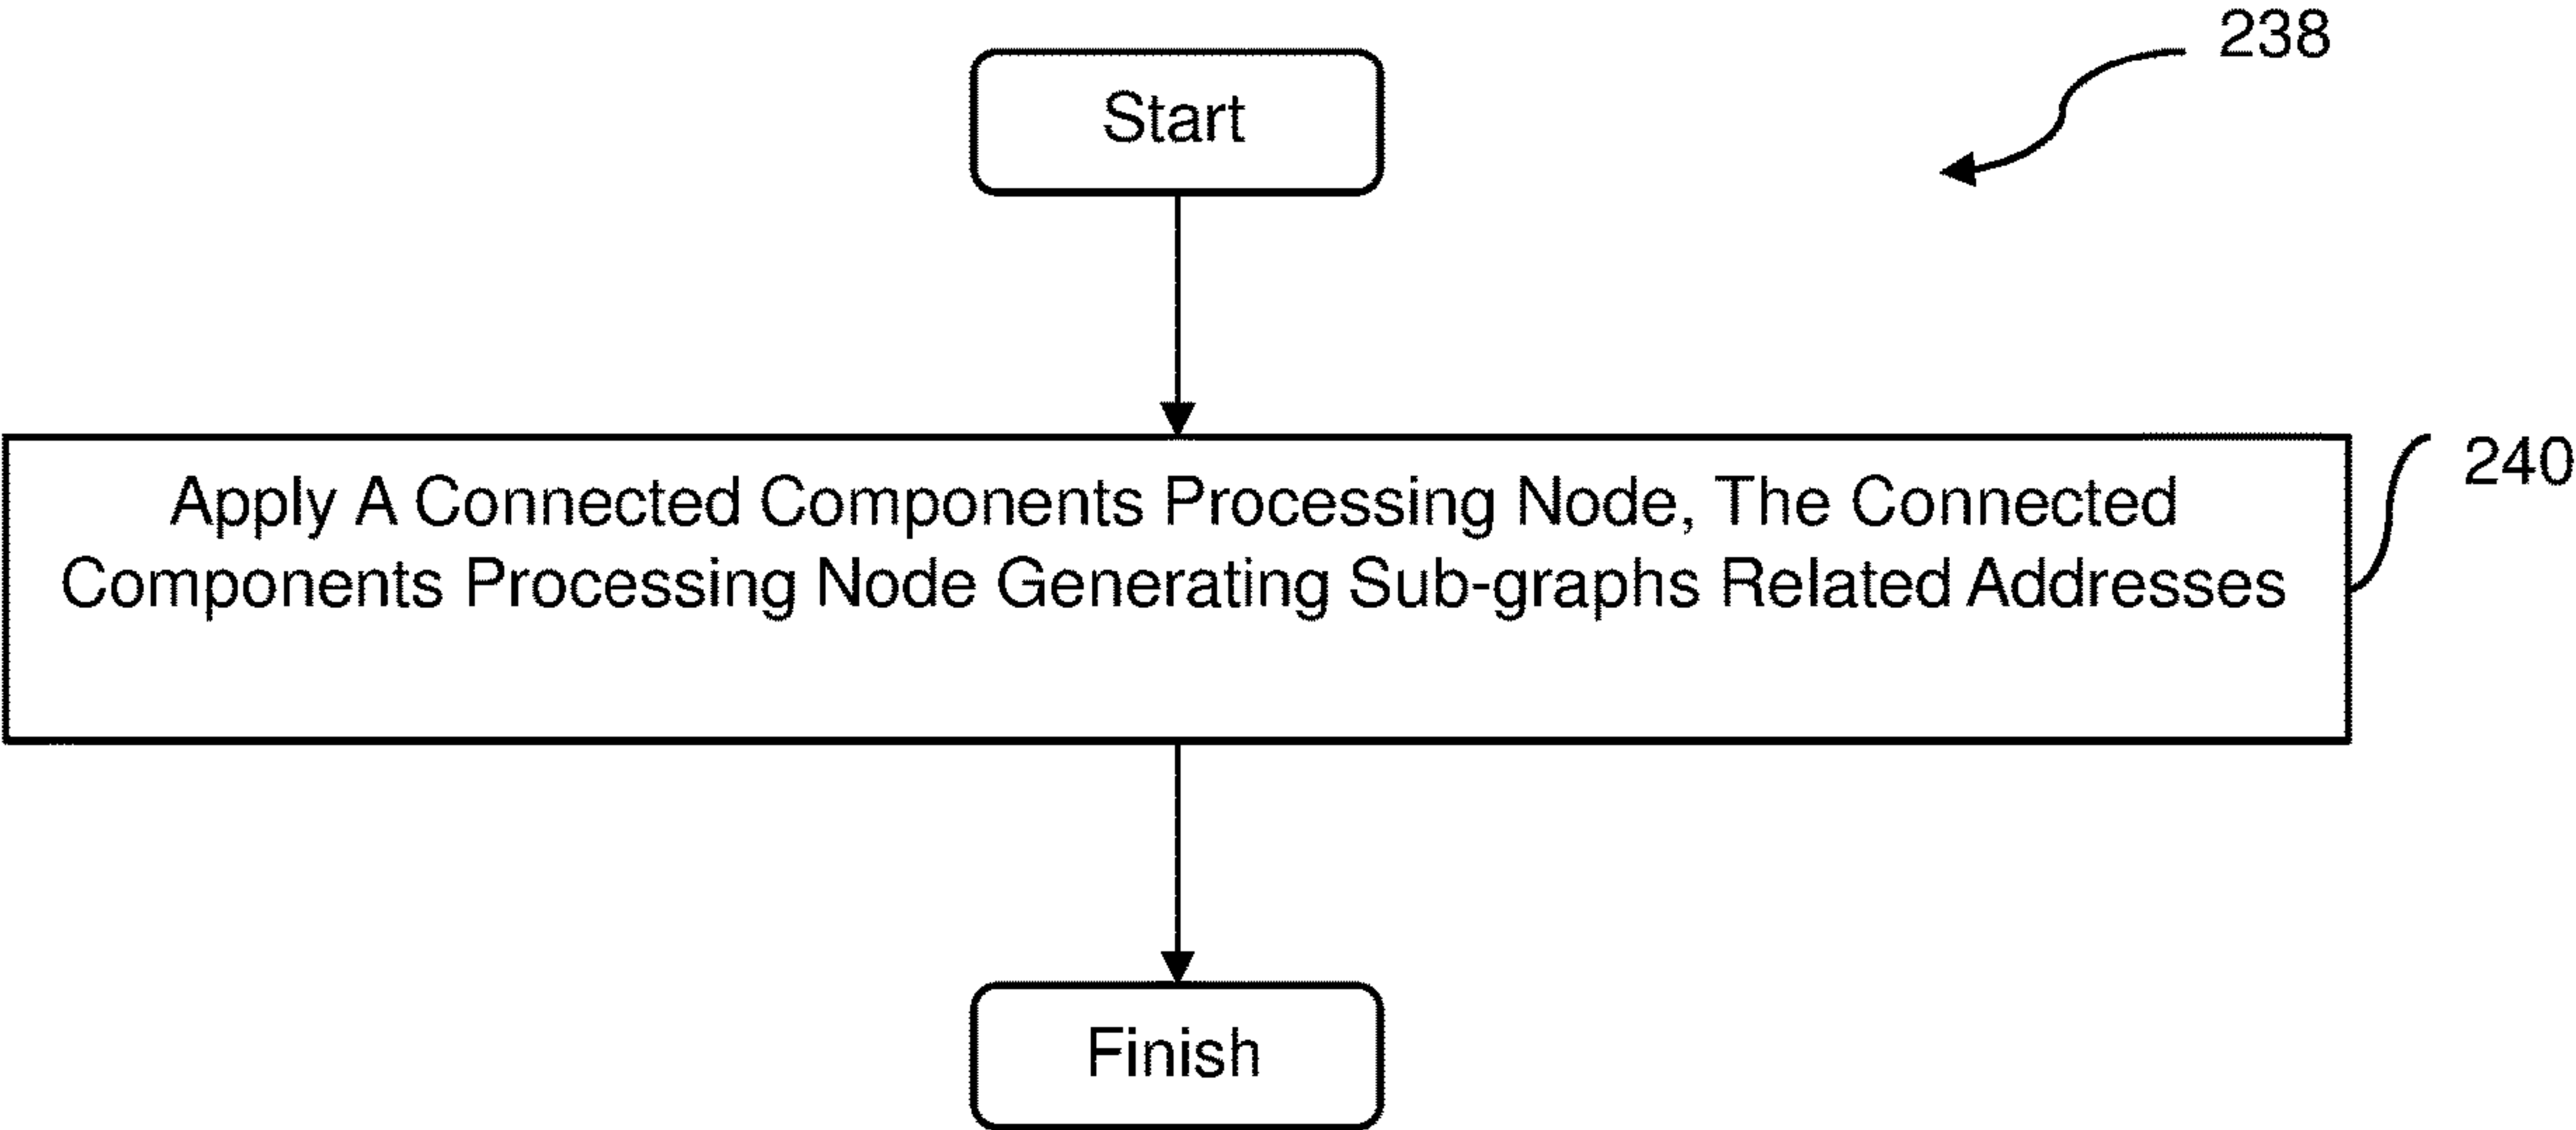 238
Start
Apply A Connected Components Processing Node, The Connected
Components Processing Node Generating Sub-graphs Related Addresses
240
Finish